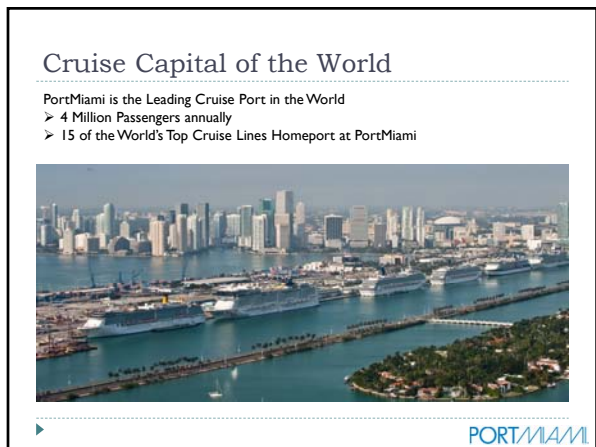 Cruise Capital of the World
PortMiami is the Leading Cruise Port in the World
➢ 4 Million Passengers annually
➢ 15 of the World's Top Cruise Lines Homeport at PortMiami
PORTMIAMI